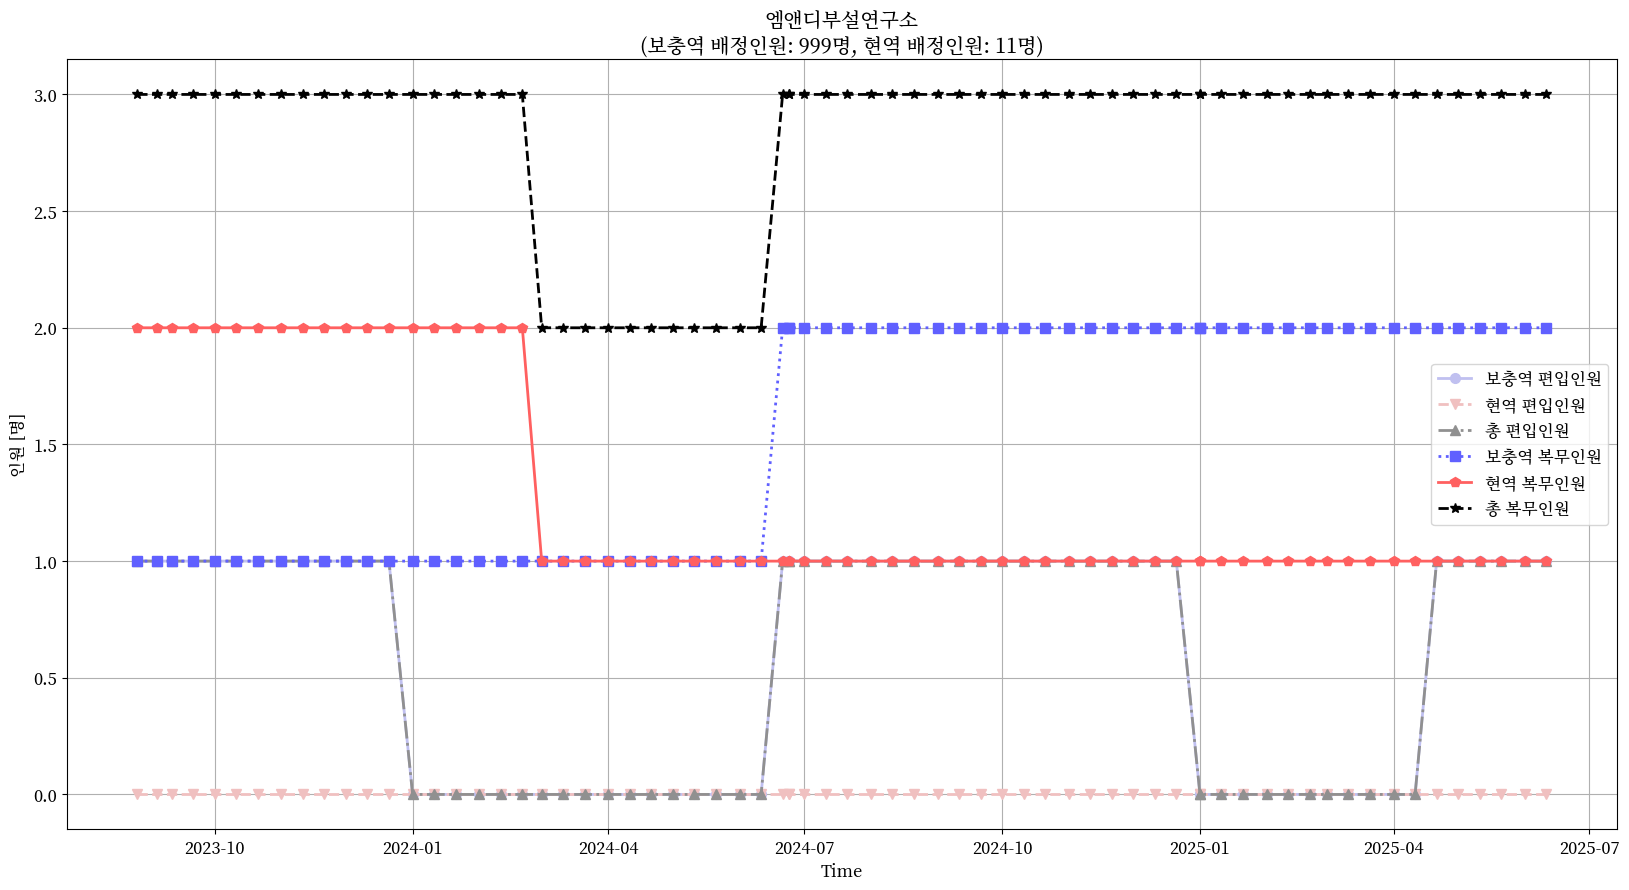 엠앤디부설연구소
(보충역 배정인원: 999명, 현역 배정인원: 11명)
인원 [명]
3.0
2.5
2.0
1.5
1.0
0.5
0.0
보충역 편입인원
현역 편입인원
총 편입인원
보충역 복무인원
현역 복무인원
총 복무인원
2023-10
2024-01
2024-04
2024-07
2024-10
2025-01
2025-04
2025-07
Time